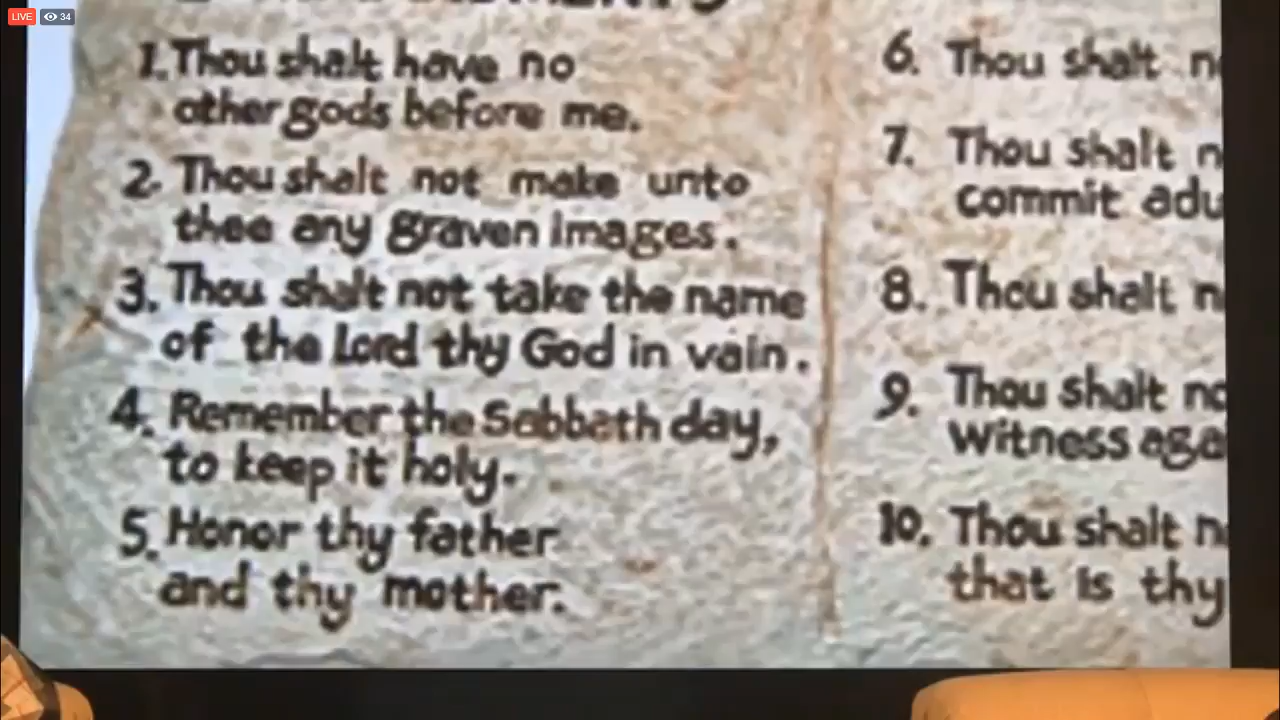 LIVE 34
1. Thou shalt have no
other gods before me.
2. Thou shalt not make unto
thee any graven images.
3. Thou shalt not take the name
of the Lord thy God in vain.
4. Remember the Sabbath day,
to keep it holy.
5. Honor thy father
and thy mother.
6. Thou shalt
7. Thou shalt
commit
8. Thou shalt
9. Thou shalt
Witness
10. Thou shalt
that is thy